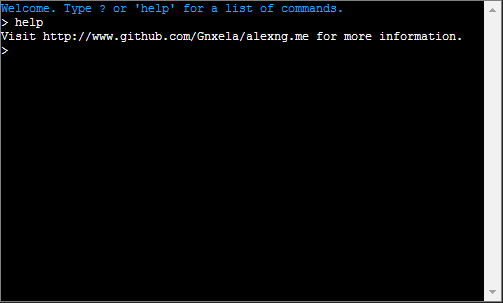 Welcome. Type ? or 'help' for a list of commands.
> help
Visit http://www.github.com/Gnxela/alexng.me for more information.
>